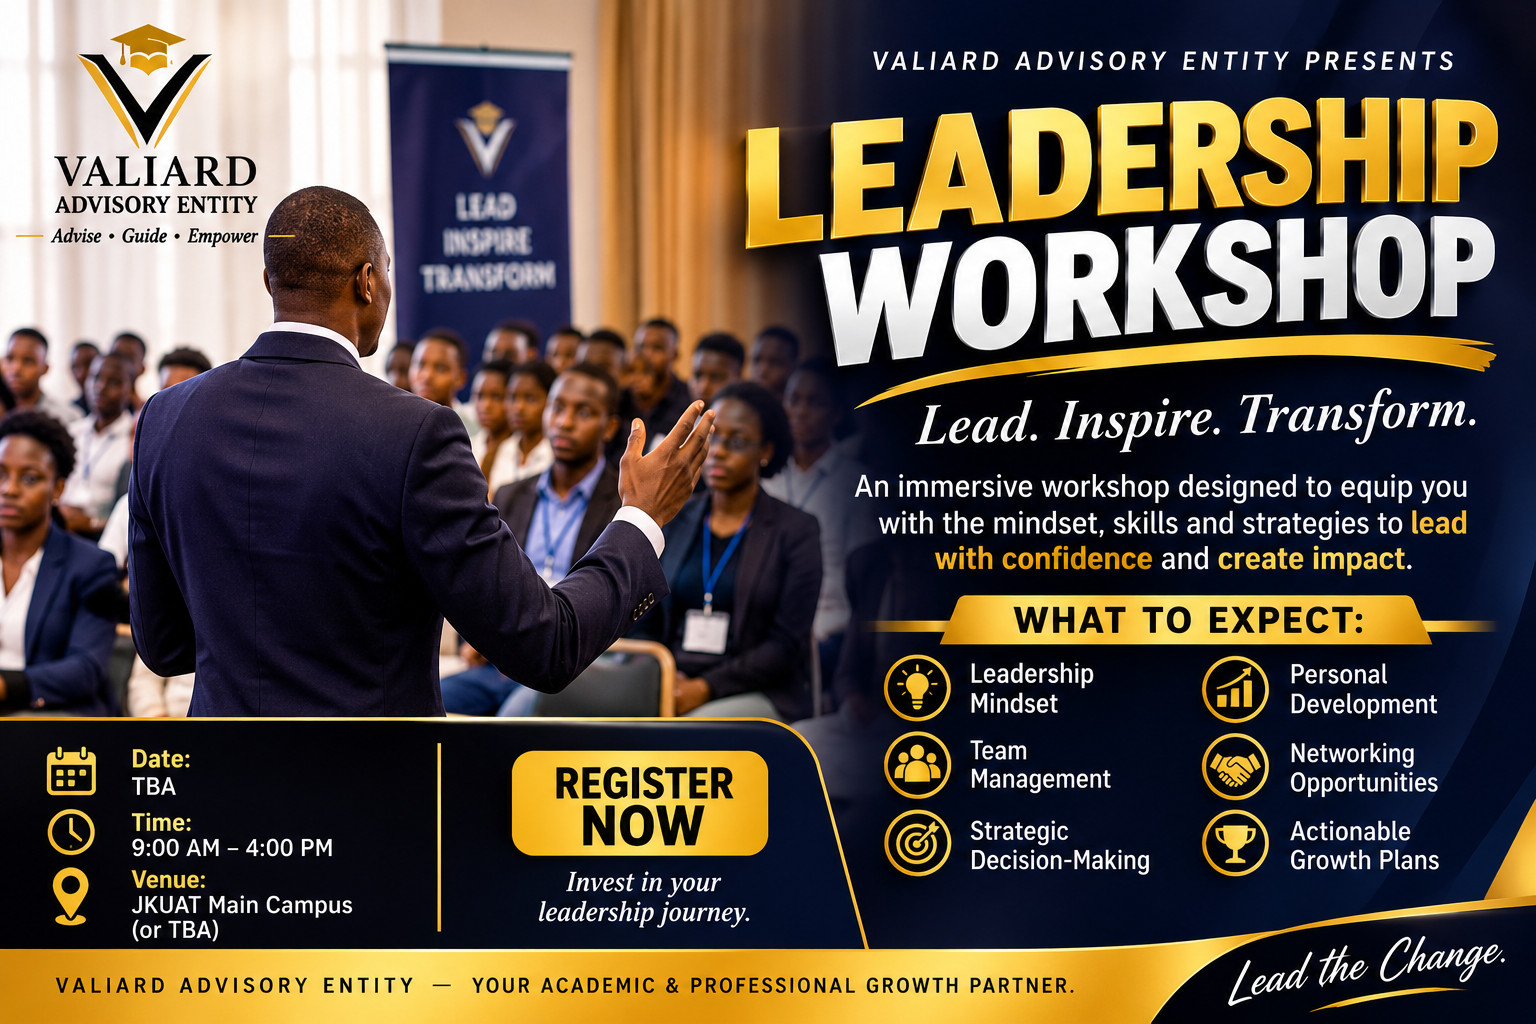 VALIARD
ADVISORY ENTITY
Advise • Guide • Empower
LEAD
INSPIRE
TRANSFORM
VALIARD ADVISORY ENTITY PRESENTS
LEADERSHIP
WORKSHOP
Lead. Inspire. Transform.
An immersive workshop designed to equip you
with the mindset, skills and strategies to lead
with confidence and create impact.
WHAT TO EXPECT:
Leadership
Mindset
Personal
Development
Team
Management
Networking
Opportunities
Strategic
Decision-Making
Actionable
Growth Plans
Date:
TBA
Time:
9:00 AM – 4:00 PM
Venue:
JKUAT Main Campus
(or TBA)
REGISTER
NOW
Invest in your
leadership journey.
VALIARD ADVISORY ENTITY — YOUR ACADEMIC & PROFESSIONAL GROWTH PARTNER.
Lead the Change.